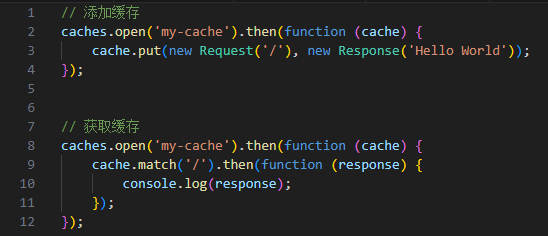 1 // 添加缓存
2 caches.open('my-cache').then(function (cache) {
3     cache.put(new Request('/'), new Response('Hello World'));
4 });
5
6
7 // 获取缓存
8 caches.open('my-cache').then(function (cache) {
9     cache.match('/').then(function (response) {
10         console.log(response);
11     });
12 });